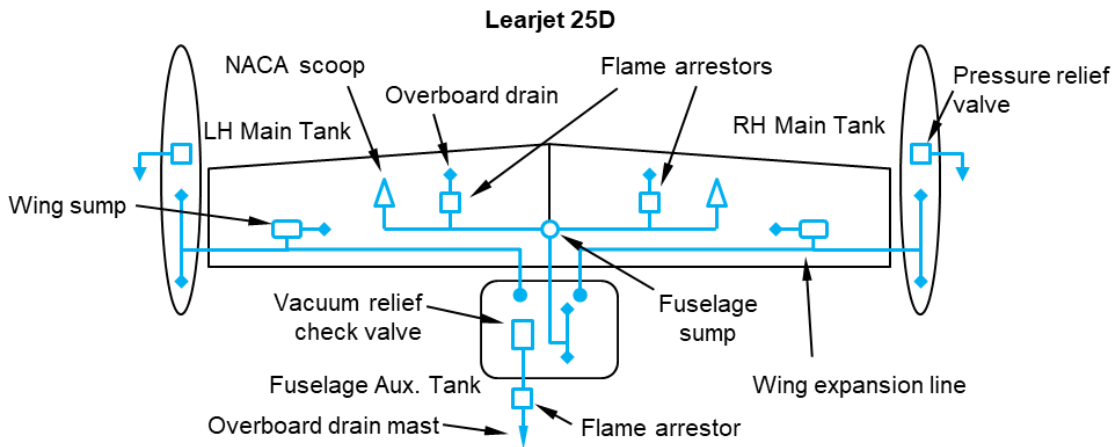 Learjet 25D
NACA scoop
Flame arrestors
Pressure relief
valve
Overboard drain
LH Main Tank
RH Main Tank
Wing sump
Vacuum relief
check valve
Fuselage
sump
Fuselage Aux. Tank
Wing expansion line
Overboard drain mast
Flame arrestor